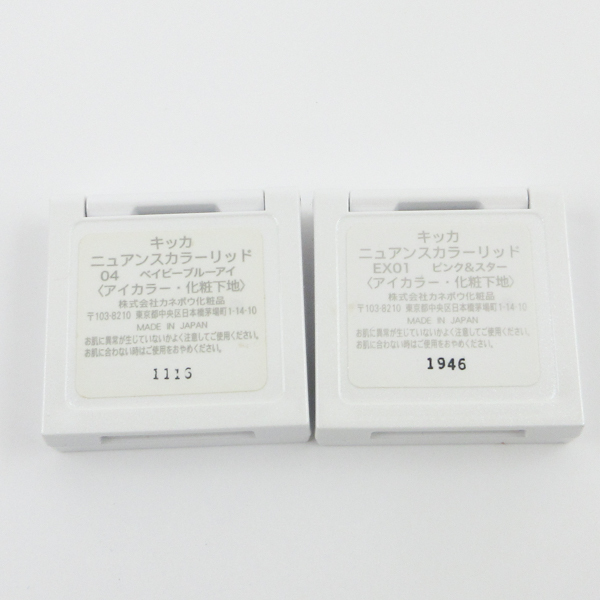 キッカ
ニュアンスカラーリッド
04 ベイビーブルーアイ
〈アイカラー・化粧下地〉
株式会社カネボウ化粧品
〒103-8210 東京都中央区日本橋茅場町1-14-10
MADE IN JAPAN
お肌に異常が生じていないかよく注意してご使用ください。
お肌に合わない時はご使用をおやめください。
1116
キッカ
ニュアンスカラーリッド
EX01 ピンク&スター
〈アイカラー・化粧下地〉
株式会社カネボウ化粧品
〒103-8210 東京都中央区日本橋茅場町1-14-10
MADE IN JAPAN
お肌に異常が生じていないかよく注意してご使用ください。
お肌に合わない時はご使用をおやめください。
1946